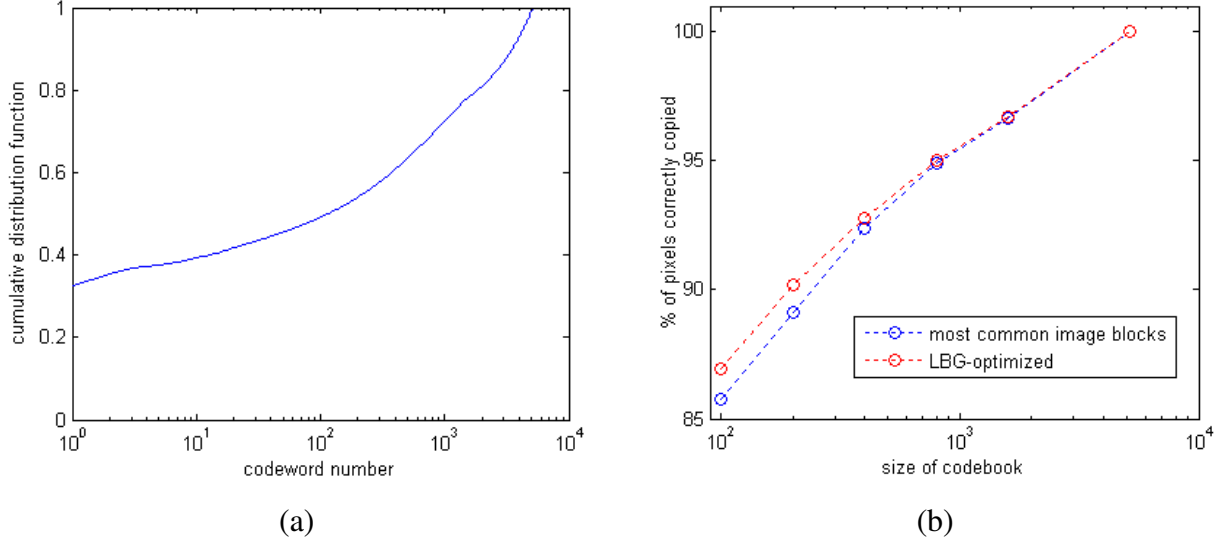 1
0.8
0.6
0.4
0.2
0
10^0
10^1
10^2
10^3
10^4
cumulative distribution function
codeword number
(a)
100
95
90
85
10^2
10^3
10^4
% of pixels correctly copied
size of codebook
most common image blocks
LBG-optimized
(b)